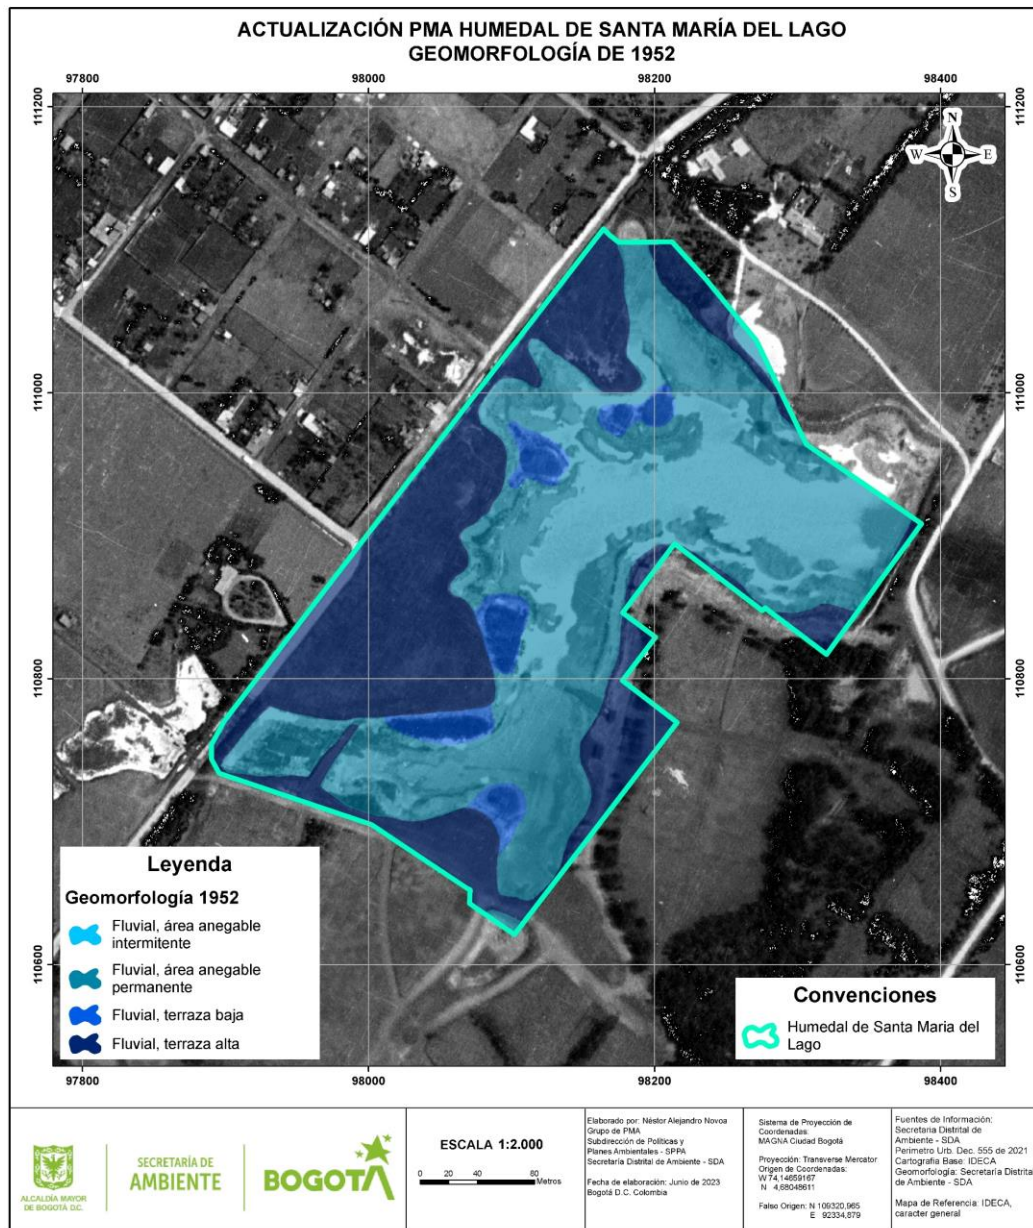 ACTUALIZACIÓN PMA HUMEDAL DE SANTA MARÍA DEL LAGO
GEOMORFOLOGÍA DE 1952
97800
98000
98200
98400
111200
111200
N
W
E
S
111000
111000
110800
110800
110600
110600
Leyenda
Geomorfología 1952
Fluvial, área anegable
intermitente
Fluvial, área anegable
permanente
Fluvial, terraza baja
Fluvial, terraza alta
Convenciones
Humedal de Santa Maria del
Lago
97800
98000
98200
98400
ALCALDÍA MAYOR
DE BOGOTÁ D.C.
SECRETARÍA DE
AMBIENTE
BOGOTÁ
ESCALA 1:2.000
0 20 40 80
Metros
Elaborado por: Néstor Alejandro Novoa
Grupo de PMA
Subdirección de Políticas y
Planes Ambientales - SPPA
Secretaría Distrital de Ambiente - SDA
Fecha de elaboración: Junio de 2023
Bogotá D.C. Colombia
Sistema de Proyección de
Coordenadas:
MAGNA Ciudad Bogotá
Proyección: Transverse Mercator
Origen de Coordenadas:
W 74,14659167
N 4,68048611
Falso Origen: N 109320,965
E 92334,879
Fuentes de Información:
Secretaria Distrital de
Ambiente - SDA
Perimetro Urb. Dec. 555 de 2021
Cartografía Base: IDECA
Geomorfología: Secretaría Distrital
de Ambiente - SDA
Mapa de Referencia: IDECA,
caracter general